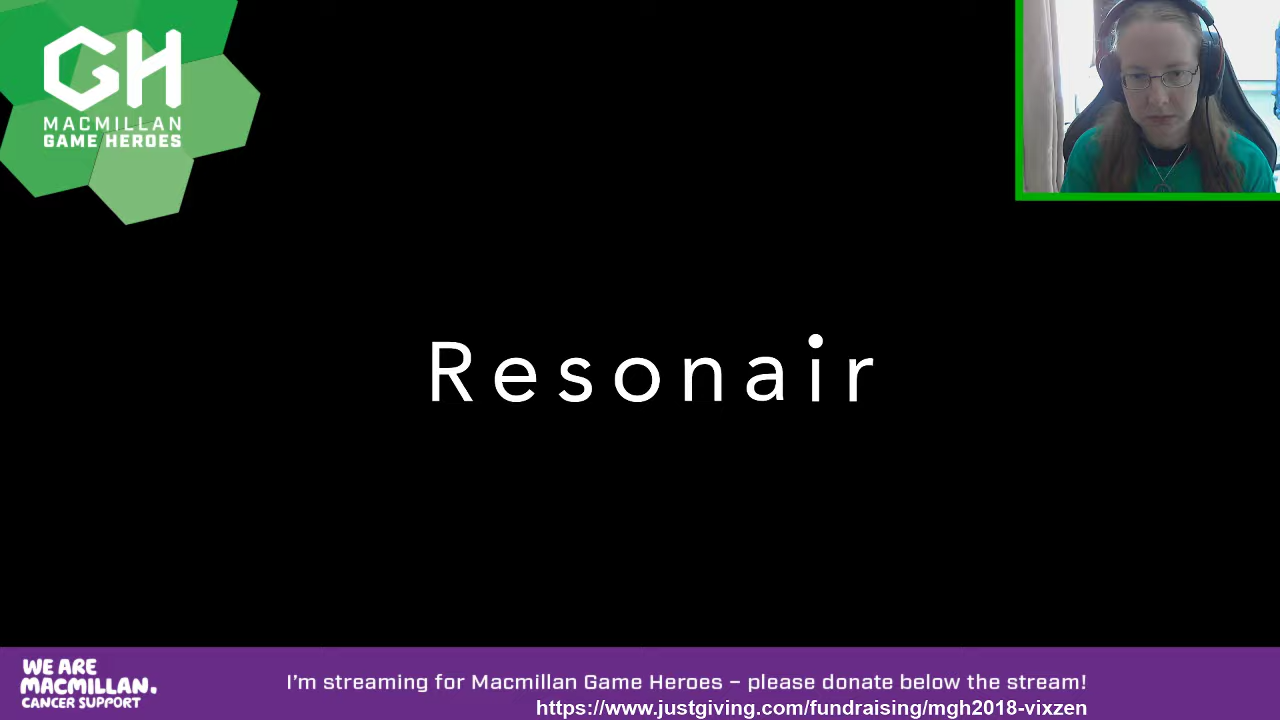 GH
MACMILLAN
GAME HEROES
Resonair
WE ARE
MACMILLAN.
CANCER SUPPORT
I'm streaming for Macmillan Game Heroes – please donate below the stream!
https://www.justgiving.com/fundraising/mgh2018-vixzen